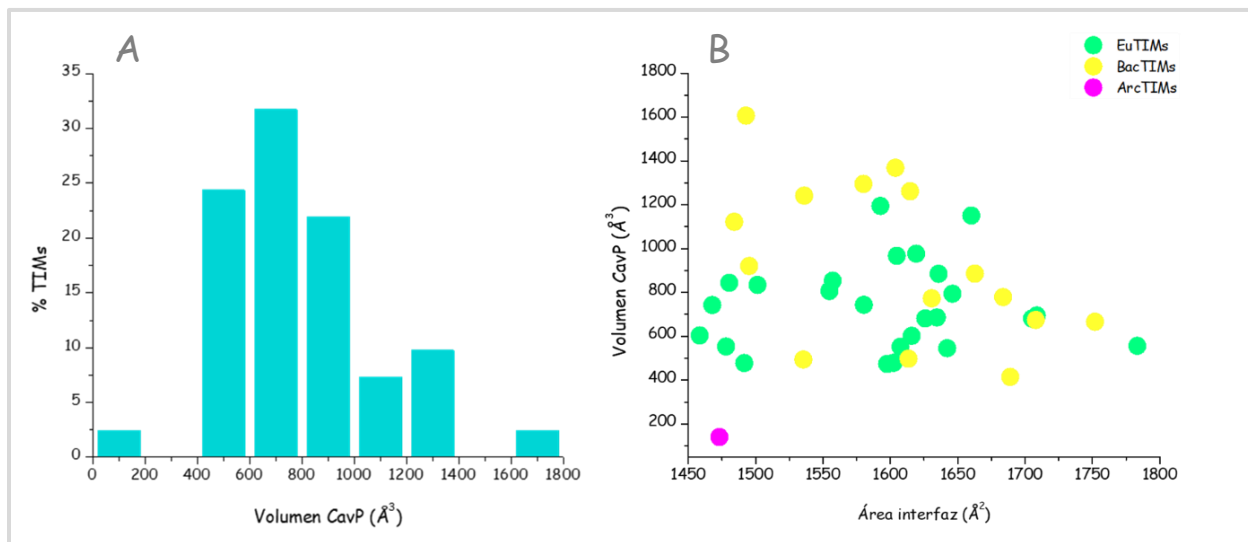 A
35
30
25
20
15
10
5
0
% TIMs
0 200 400 600 800 1000 1200 1400 1600 1800
Volumen CavP (Å³)
B
EuTIMs
BacTIMs
ArcTIMs
1800
1600
1400
1200
1000
800
600
400
200
Volumen CavP (Å³)
1450 1500 1550 1600 1650 1700 1750 1800
Área interfaz (Å²)